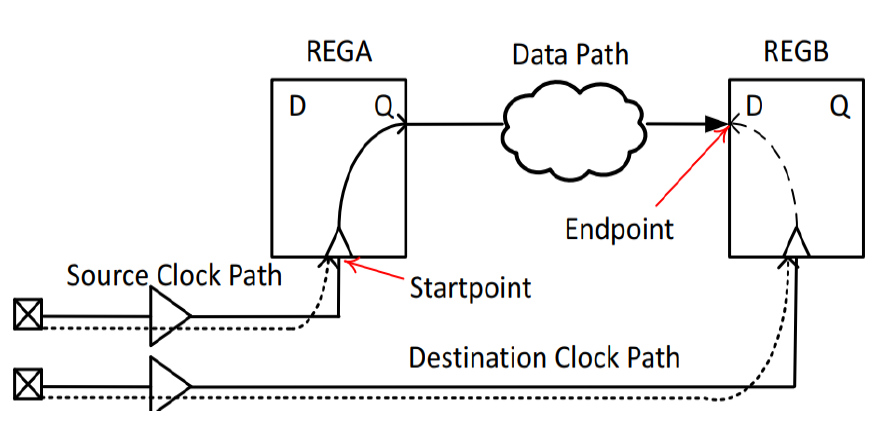 REGA
Data Path
REGB
D
Q
D
Q
Endpoint
Source Clock Path
Startpoint
Destination Clock Path